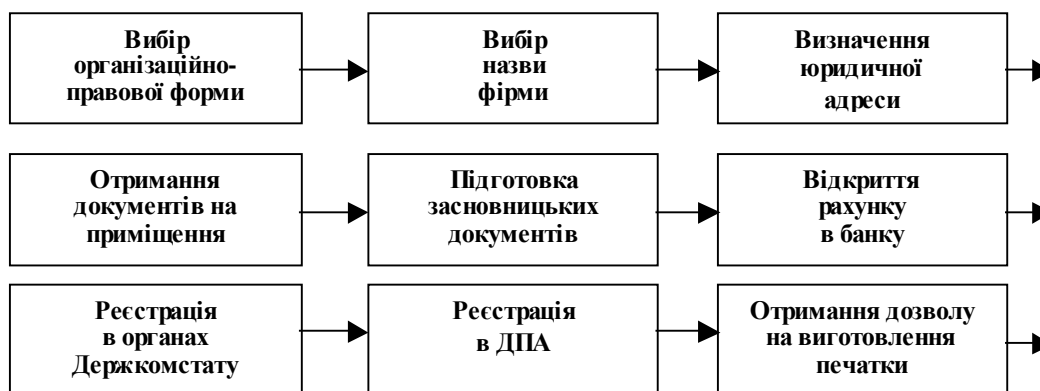 Вибір
організаційно-
правової форми
Вибір
назви
фірми
Визначення
юридичної
адреси
Отримання
документів на
приміщення
Підготовка
засновницьких
документів
Відкриття
рахунку
в банку
Реєстрація
в органах
Держкомстату
Реєстрація
в ДПА
Отримання дозволу
на виготовлення
печатки